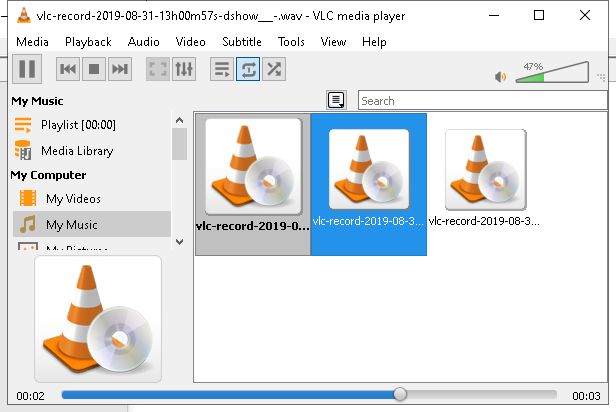 vlc-record-2019-08-31-13h00m57s-dshow__-.wav - VLC media player
Media Playback Audio Video Subtitle Tools View Help
47%
My Music
Search
Playlist [00:00]
Media Library
My Computer
My Videos
My Music
My Pictures
vlc-record-2019-0...
vlc-record-2019-08-3...
vlc-record-2019-08-3...
00:02
00:03